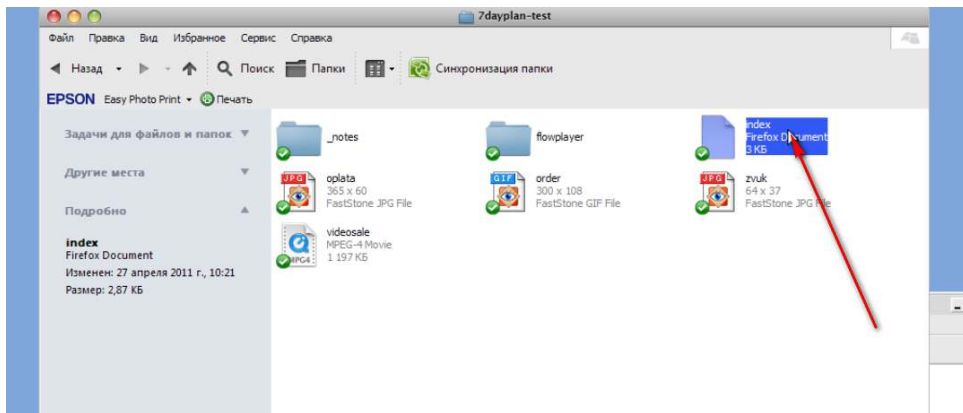 7dayplan-test
Файл Правка Вид Избранное Сервис Справка
Назад Поиск Папки Синхронизация папки
EPSON Easy Photo Print Печать
Задачи для файлов и папок
Другие места
Подробно
index
Firefox Document
Изменен: 27 апреля 2011 г., 10:21
Размер: 2,87 КБ
_notes
flowplayer
index
Firefox Document
3 КБ
JPG
oplata
365 x 60
FastStone JPG File
GIF
order
300 x 108
FastStone GIF File
JPG
zvuk
64 x 37
FastStone JPG File
MPG4
videosale
MPEG-4 Movie
1 197 КБ